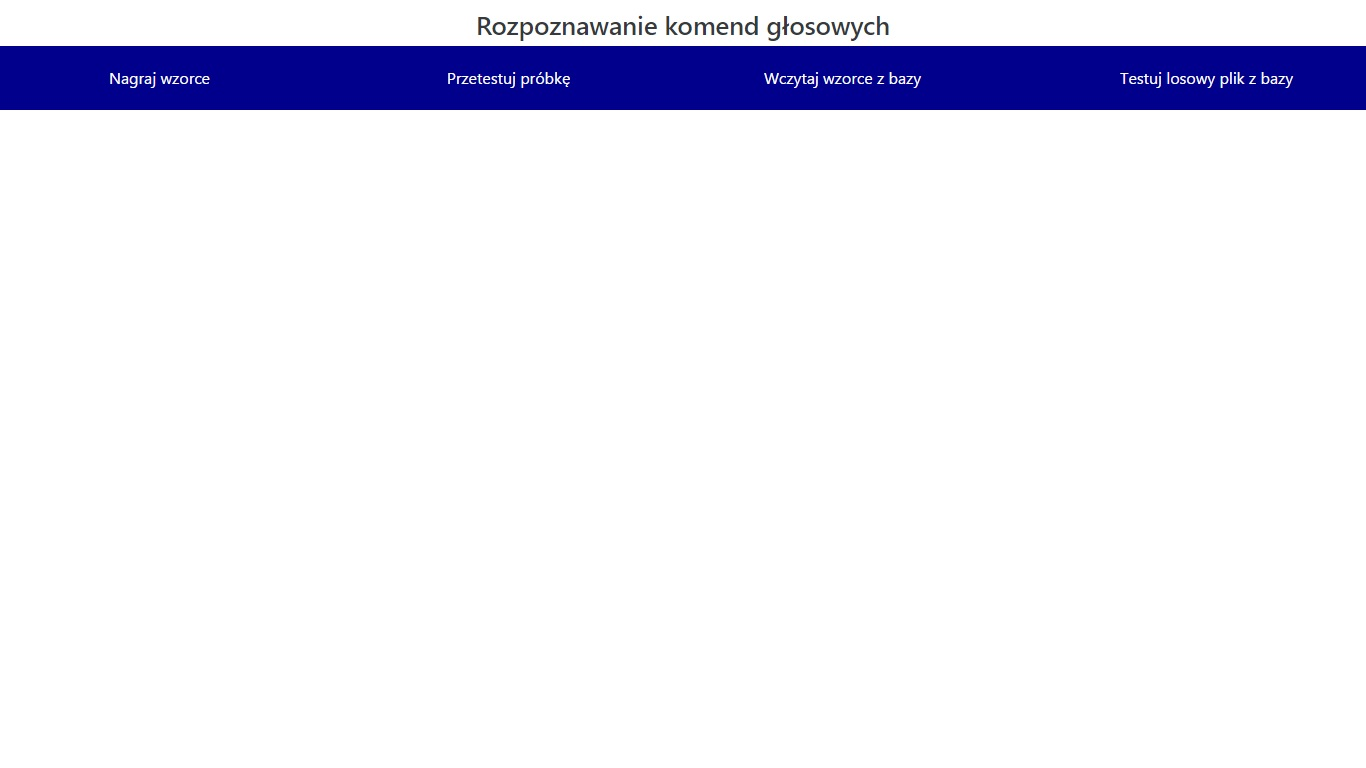 Rozpoznawanie komend głosowych
Nagraj wzorce
Przetestuj próbkę
Wczytaj wzorce z bazy
Testuj losowy plik z bazy